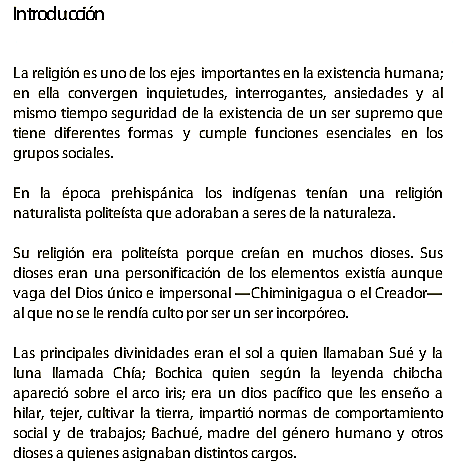 Introducción
La religión es uno de los ejes importantes en la existencia humana;
en ella convergen inquietudes, interrogantes, ansiedades y al
mismo tiempo seguridad de la existencia de un ser supremo que
tiene diferentes formas y cumple funciones esenciales en los
grupos sociales.
En la época prehispánica los indígenas tenían una religión
naturalista politeísta que adoraban a seres de la naturaleza.
Su religión era politeísta porque creían en muchos dioses. Sus
dioses eran una personificación de los elementos existía aunque
vaga del Dios único e impersonal —Chiminigagua o el Creador—
al que no se le rendía culto por ser un ser incorpóreo.
Las principales divinidades eran el sol a quien llamaban Sué y la
luna llamada Chía; Bochica quien según la leyenda chibcha
apareció sobre el arco iris; era un dios pacífico que les enseño a
hilar, tejer, cultivar la tierra, impartió normas de comportamiento
social y de trabajos; Bachué, madre del género humano y otros
dioses a quienes asignaban distintos cargos.